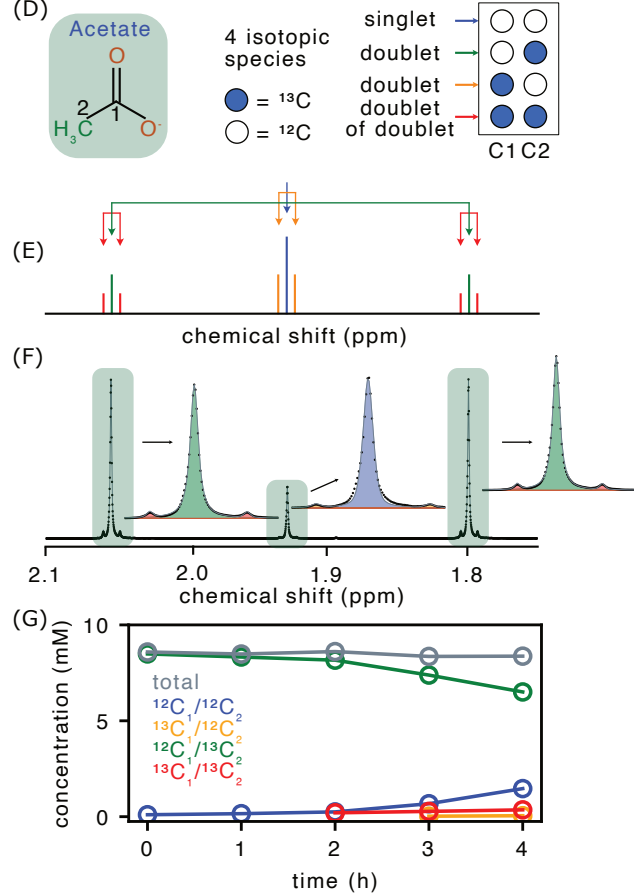 (D)
Acetate
O
2
1
H₃C
O⁻
4 isotopic
species
= ¹³C
= ¹²C
singlet
doublet
doublet
doublet
of doublet
C1 C2
(E)
chemical shift (ppm)
(F)
2.1 2.0 1.9 1.8
chemical shift (ppm)
(G)
concentration (mM)
10
5
0
total
¹²C₁/¹²C₂
¹³C₁/¹²C₂
¹²C₁/¹³C₂
¹³C₁/¹³C₂
0 1 2 3 4
time (h)